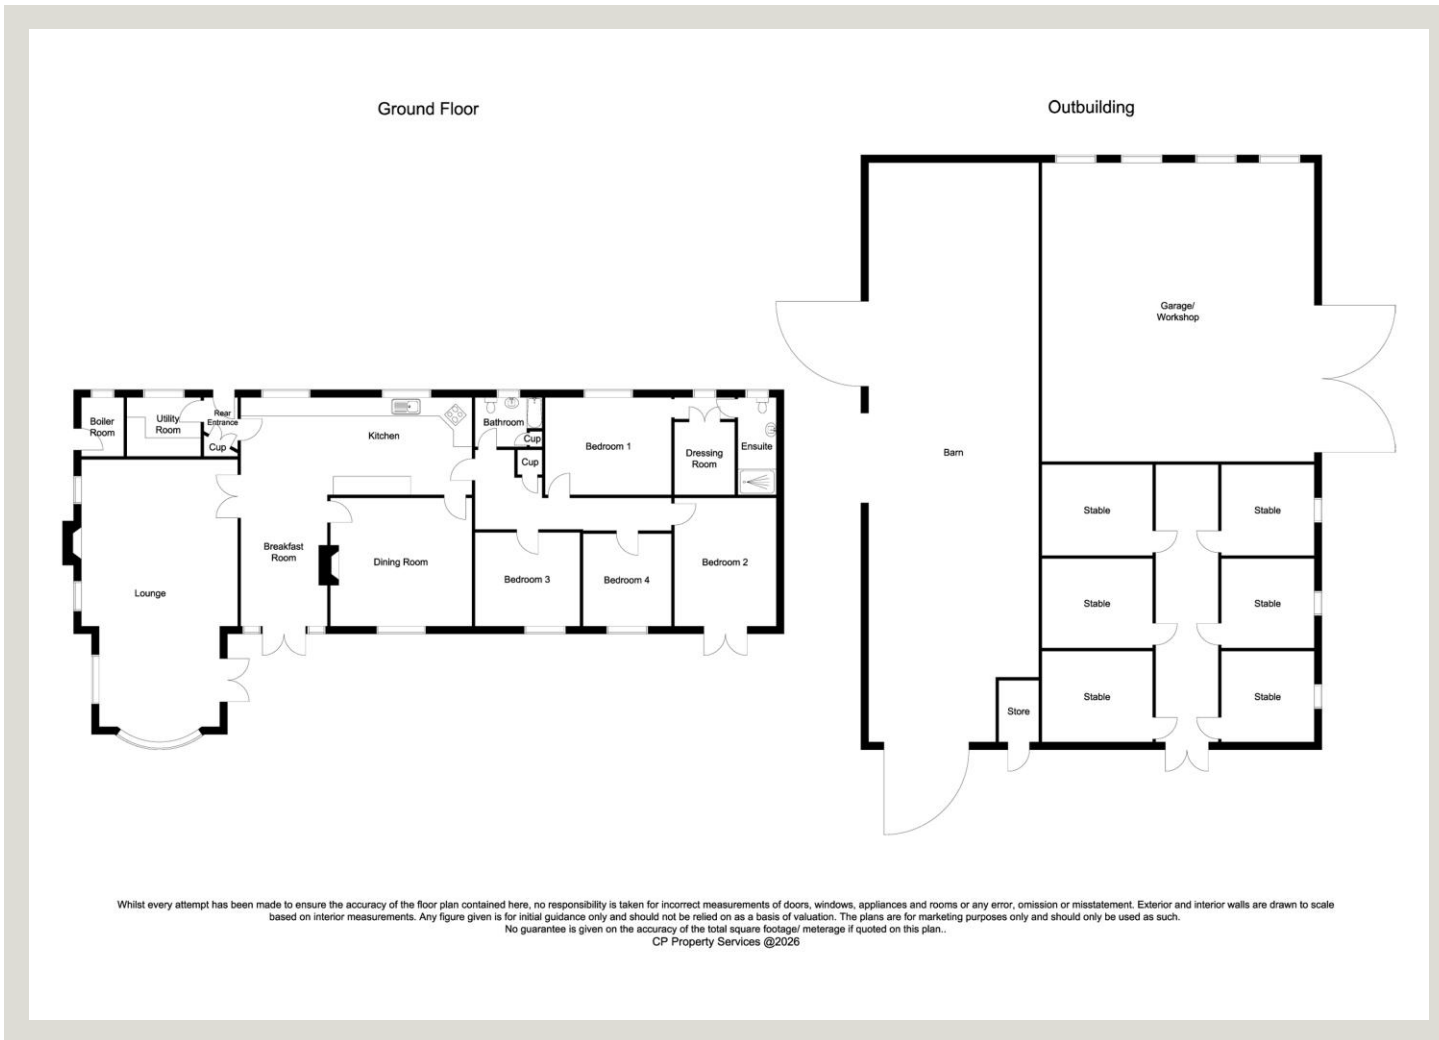 Ground Floor
Outbuilding
Boiler
Room
Utility
Room
Rear
Entrance
Cup
Kitchen
Bathroom
Cup
Cup
Bedroom 1
Dressing
Room
Ensuite
Lounge
Breakfast
Room
Dining Room
Bedroom 3
Bedroom 4
Bedroom 2
Garage/
Workshop
Barn
Stable
Stable
Stable
Stable
Stable
Stable
Store
Whilst every attempt has been made to ensure the accuracy of the floor plan contained here, no responsibility is taken for incorrect measurements of doors, windows, appliances and rooms or any error, omission or misstatement. Exterior and interior walls are drawn to scale
based on interior measurements. Any figure given is for initial guidance only and should not be relied on as a basis of valuation. The plans are for marketing purposes only and should only be used as such.
No guarantee is given on the accuracy of the total square footage/ meterage if quoted on this plan..
CP Property Services @2026